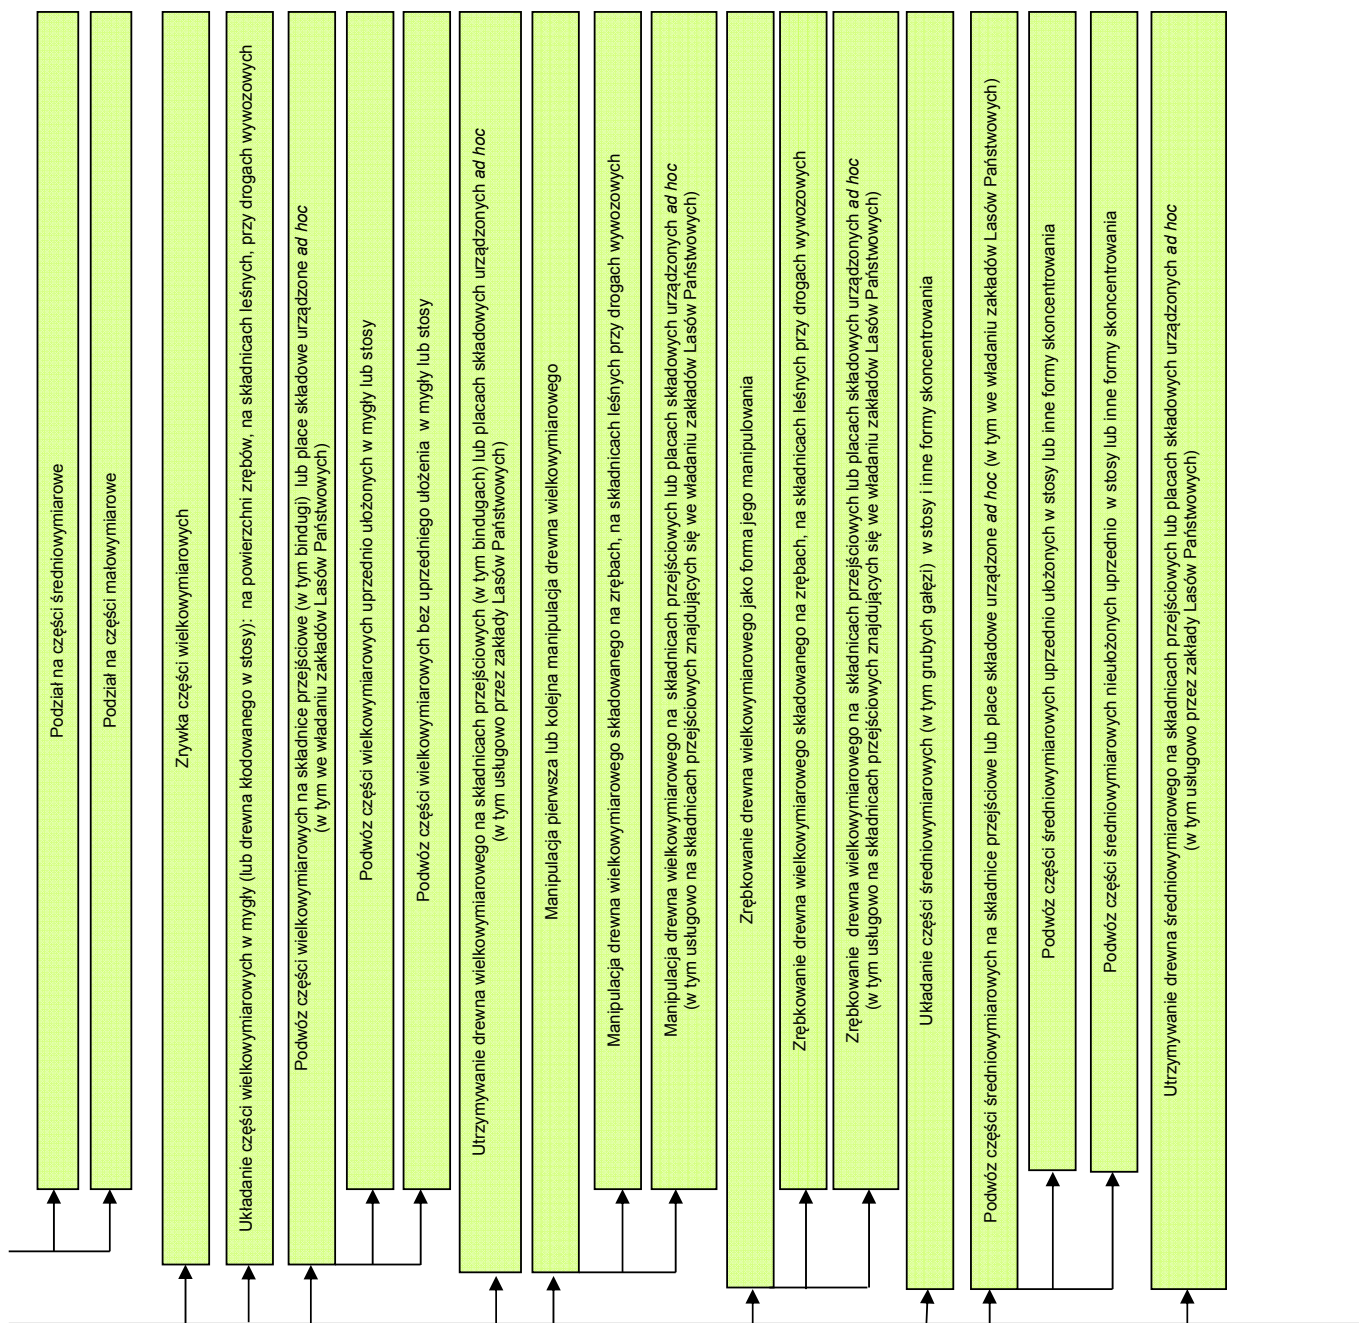 Podział na części średniowymiarowe
Podział na części małowymiarowe
Zrywka części wielkowymiarowych
Układanie części wielkowymiarowych w mygły (lub drewna kłodowanego w stosy):  na powierzchni zrębów, na składnicach leśnych, przy drogach wywozowych
Podwóz części wielkowymiarowych na składnice przejściowe (w tym bindugi)  lub place składowe urządzone ad hoc
(w tym we władaniu zakładów Lasów Państwowych)
Podwóz części wielkowymiarowych uprzednio ułożonych w mygły lub stosy
Podwóz części wielkowymiarowych bez uprzedniego ułożenia  w mygły lub stosy
Utrzymywanie drewna wielkowymiarowego na składnicach przejściowych (w tym bindugach) lub placach składowych urządzonych ad hoc
(w tym usługowo przez zakłady Lasów Państwowych)
Manipulacja pierwsza lub kolejna manipulacja drewna wielkowymiarowego
Manipulacja drewna wielkowymiarowego składowanego na zrębach, na składnicach leśnych przy drogach wywozowych
Manipulacja drewna wielkowymiarowego na  składnicach przejściowych lub placach składowych urządzonych ad hoc
(w tym usługowo na składnicach przejściowych znajdujących się we władaniu zakładów Lasów Państwowych)
Zrębkowanie drewna wielkowymiarowego jako forma jego manipulowania
Zrębkowanie drewna wielkowymiarowego składowanego na zrębach, na składnicach leśnych przy drogach wywozowych
Zrębkowanie  drewna wielkowymiarowego na  składnicach przejściowych lub placach składowych urządzonych ad hoc
(w tym usługowo na składnicach przejściowych znajdujących się we władaniu zakładów Lasów Państwowych)
Układanie części średniowymiarowych (w tym grubych gałęzi)  w stosy i inne formy skoncentrowania
Podwóz części średniowymiarowych na składnice przejściowe lub place składowe urządzone ad hoc (w tym we władaniu zakładów Lasów Państwowych)
Podwóz części średniowymiarowych uprzednio ułożonych w stosy lub inne formy skoncentrowania
Podwóz części średniowymiarowych nieułożonych uprzednio  w stosy lub inne formy skoncentrowania
Utrzymywanie drewna średniowymiarowego na składnicach przejściowych lub placach składowych urządzonych ad hoc
(w tym usługowo przez zakłady Lasów Państwowych)